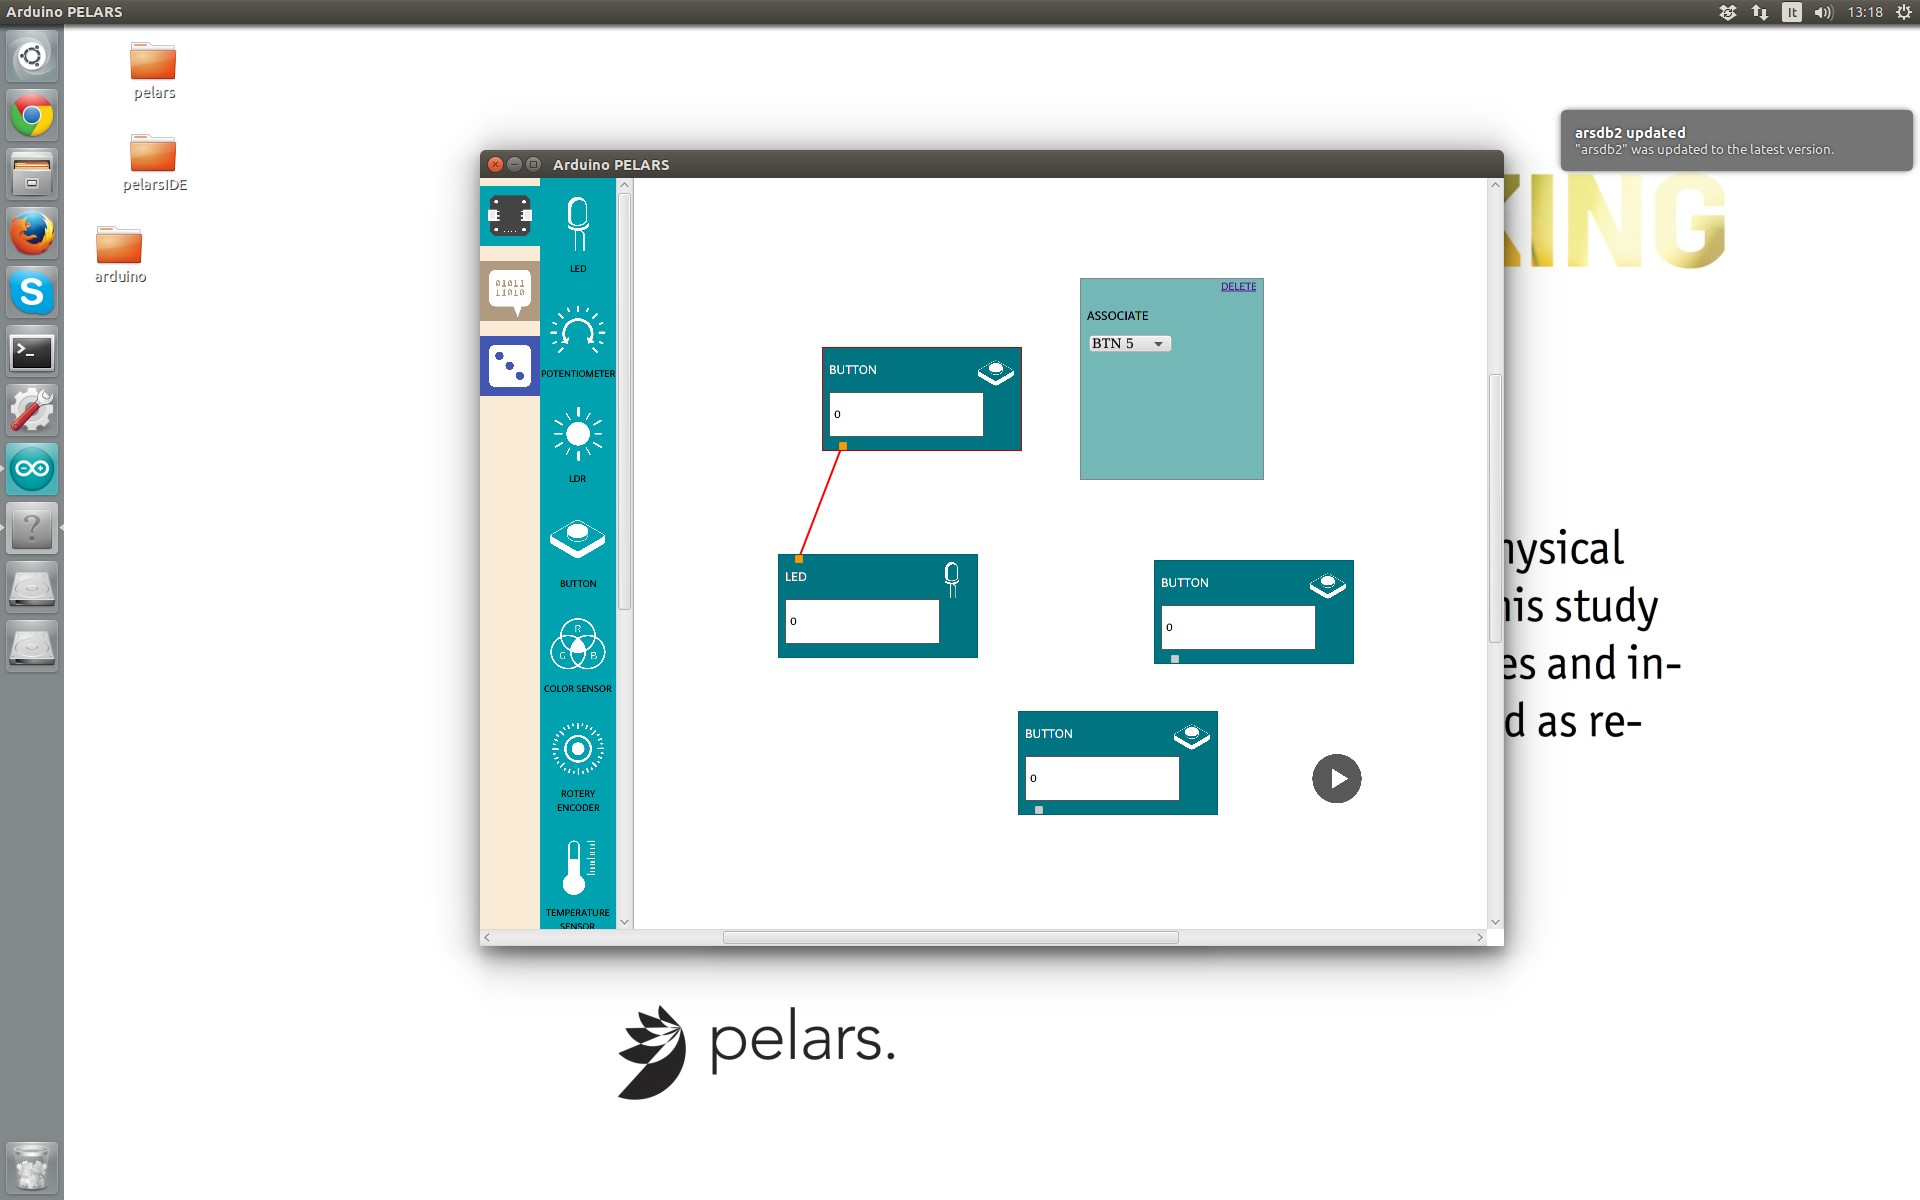 Arduino PELARS
It
13:18
pelars
pelarsIDE
arduino
arsdb2 updated
"arsdb2" was updated to the latest version.
KING
Arduino PELARS
01011
11010
LED
POTENTIOMETER
LDR
BUTTON
R
G B
COLOR SENSOR
ROTERY
ENCODER
TEMPERATURE
SENSOR
DELETE
ASSOCIATE
BTN 5
BUTTON
0
LED
0
BUTTON
0
BUTTON
0
hysical
his study
es and in-
d as re-
pelars.